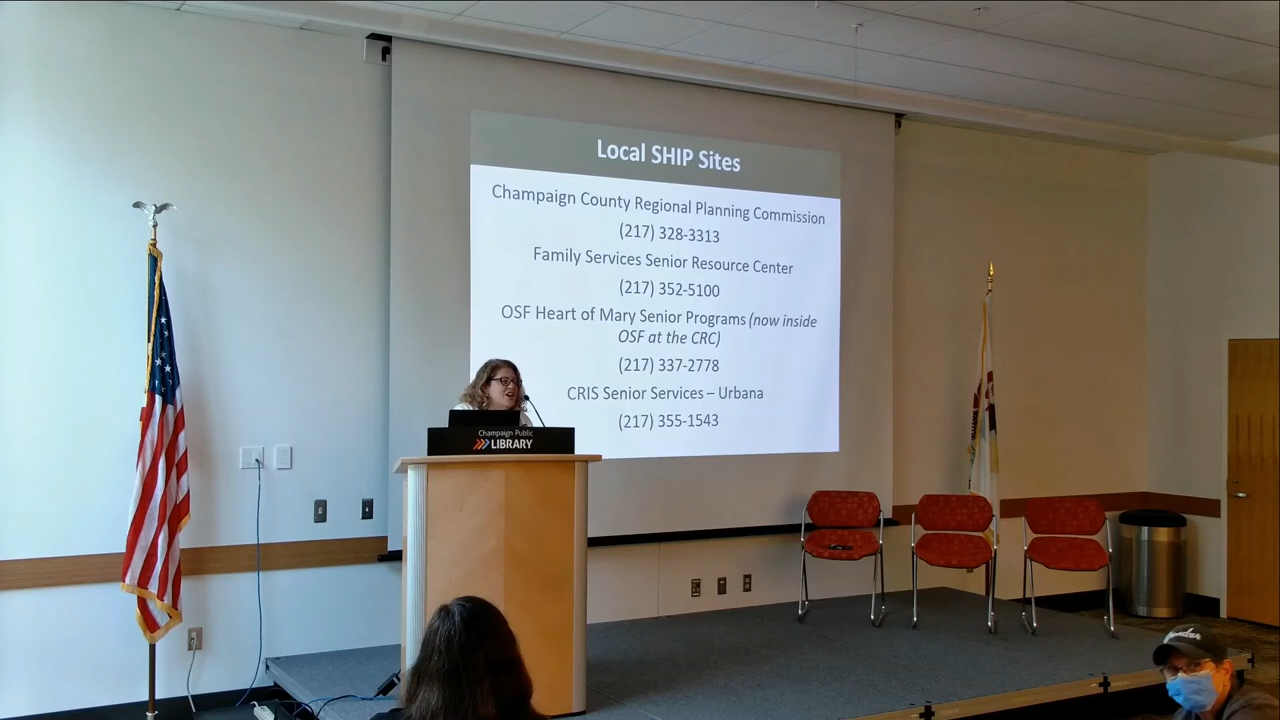 Local SHIP Sites
Champaign County Regional Planning Commission
(217) 328-3313
Family Services Senior Resource Center
(217) 352-5100
OSF Heart of Mary Senior Programs (now inside
OSF at the CRC)
(217) 337-2778
CRIS Senior Services – Urbana
(217) 355-1543
Champaign Public
LIBRARY